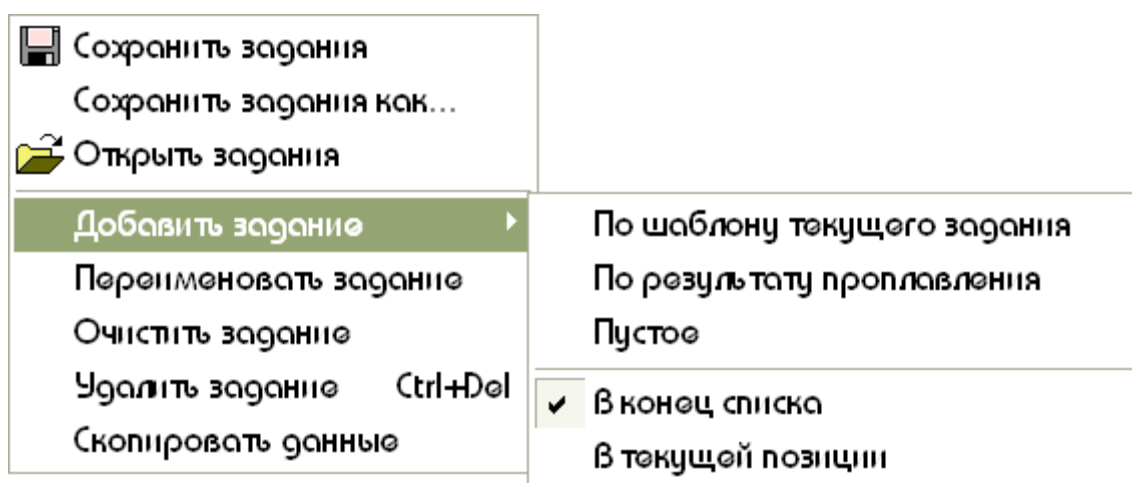 Сохранить задания
Сохранить задания как...
Открыть задания
Добавить задание
Переименовать задание
Очистить задание
Удалить задание Ctrl+Del
Скопировать данные
По шаблону текущего задания
По результату проплавления
Пустое
В конец списка
В текущей позиции